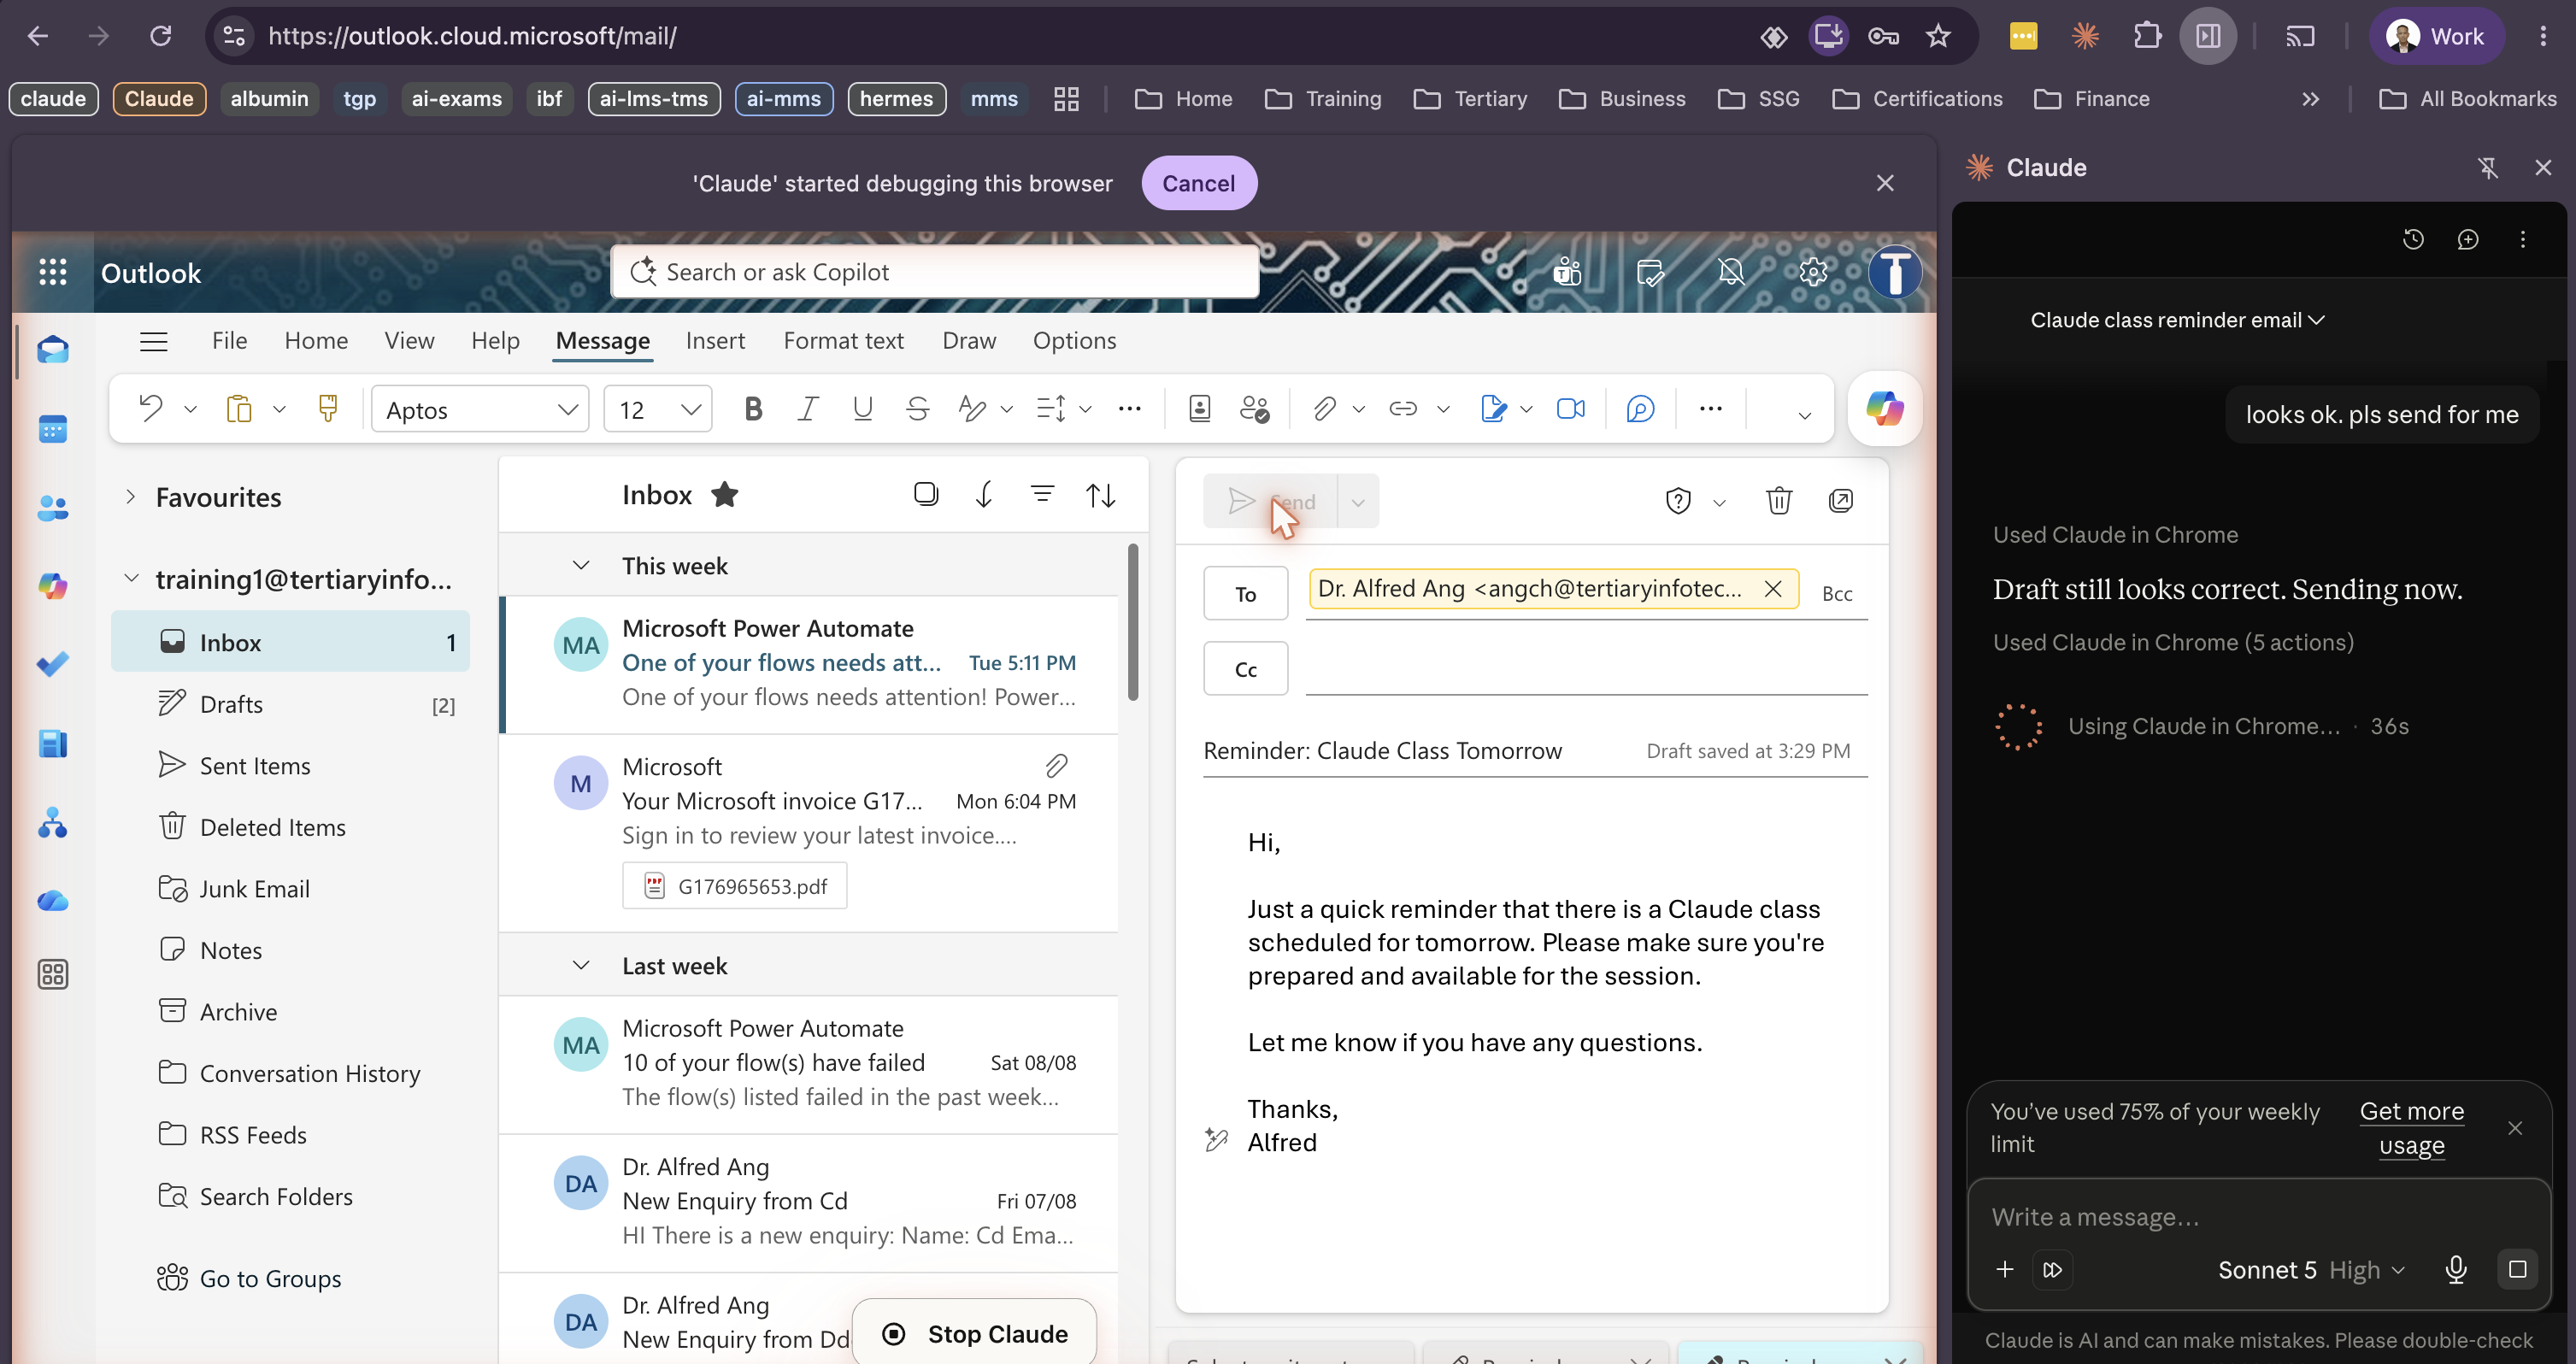 https://outlook.cloud.microsoft/mail/
Work
claude
Claude
albumin
tgp
ai-exams
ibf
ai-lms-tms
ai-mms
hermes
mms
Home
Training
Tertiary
Business
SSG
Certifications
Finance
All Bookmarks
'Claude' started debugging this browser
Cancel
Outlook
Search or ask Copilot
File
Home
View
Help
Message
Insert
Format text
Draw
Options
Aptos
12
Favourites
training1@tertiaryinfo...
Inbox 1
Drafts [2]
Sent Items
Deleted Items
Junk Email
Notes
Archive
Conversation History
RSS Feeds
Search Folders
Go to Groups
Inbox
This week
MA
Microsoft Power Automate
One of your flows needs att... Tue 5:11 PM
One of your flows needs attention! Power...
M
Microsoft
Your Microsoft invoice G17... Mon 6:04 PM
Sign in to review your latest invoice....
G176965653.pdf
Last week
MA
Microsoft Power Automate
10 of your flow(s) have failed Sat 08/08
The flow(s) listed failed in the past week...
DA
Dr. Alfred Ang
New Enquiry from Cd Fri 07/08
HI There is a new enquiry: Name: Cd Ema...
DA
Dr. Alfred Ang
New Enquiry from Dd
Stop Claude
Send
To
Dr. Alfred Ang <angch@tertiaryinfotec...
Bcc
Cc
Reminder: Claude Class Tomorrow
Draft saved at 3:29 PM
Hi,
Just a quick reminder that there is a Claude class
scheduled for tomorrow. Please make sure you're
prepared and available for the session.
Let me know if you have any questions.
Thanks,
Alfred
Claude
Claude class reminder email
looks ok. pls send for me
Used Claude in Chrome
Draft still looks correct. Sending now.
Used Claude in Chrome (5 actions)
Using Claude in Chrome... · 36s
You've used 75% of your weekly
limit
Get more
usage
Write a message...
Sonnet 5 High
Claude is AI and can make mistakes. Please double-check